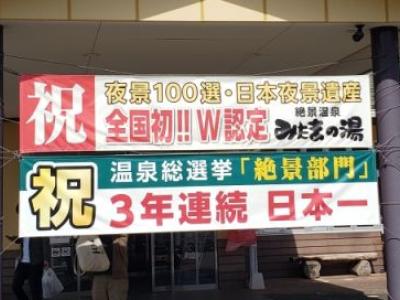 祝
夜景100選・日本夜景遺産
全国初!! W認定
絶景温泉
みたまの湯
祝
温泉総選挙「絶景部門」
3年連続 日本一